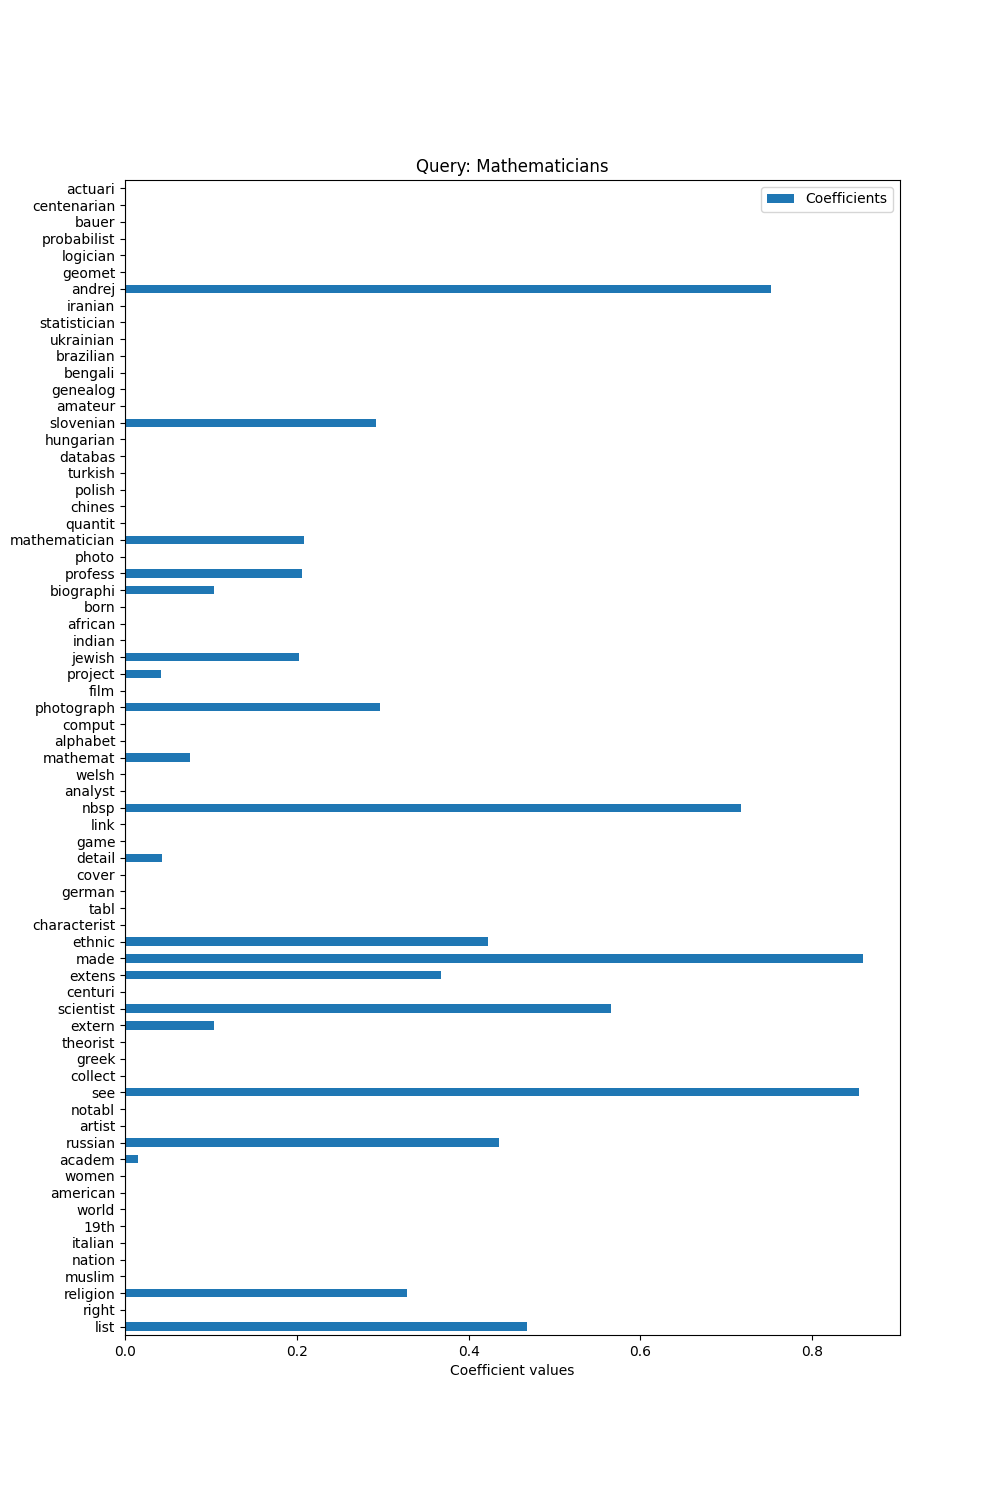 Query: Mathematicians
Coefficients
actuari
centenarian
bauer
probabilist
logician
geomet
andrej
iranian
statistician
ukrainian
brazilian
bengali
genealog
amateur
slovenian
hungarian
databas
turkish
polish
chines
quantit
mathematician
photo
profess
biographi
born
african
indian
jewish
project
film
photograph
comput
alphabet
mathemat
welsh
analyst
nbsp
link
game
detail
cover
german
tabl
characterist
ethnic
made
extens
centuri
scientist
extern
theorist
greek
collect
see
notabl
artist
russian
academ
women
american
world
19th
italian
nation
muslim
religion
right
list
0.0 0.2 0.4 0.6 0.8
Coefficient values